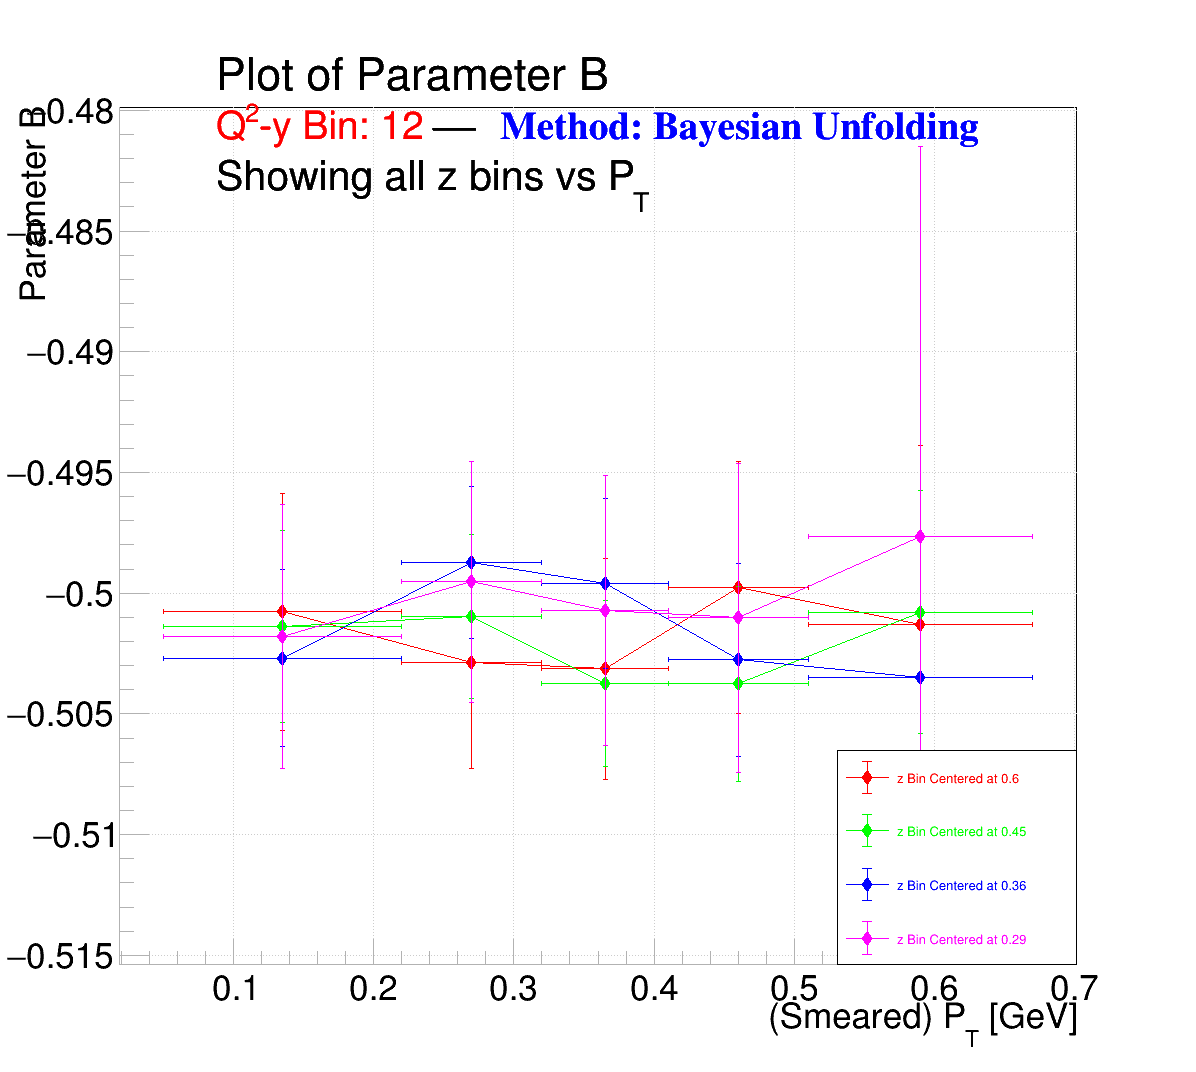 Plot of Parameter B
Q²-y Bin: 12 — Method: Bayesian Unfolding
Showing all z bins vs P_T
Parameter B
−0.48
−0.485
−0.49
−0.495
−0.5
−0.505
−0.51
−0.515
z Bin Centered at 0.6
z Bin Centered at 0.45
z Bin Centered at 0.36
z Bin Centered at 0.29
0.1 0.2 0.3 0.4 0.5 0.6 0.7
(Smeared) P_T [GeV]